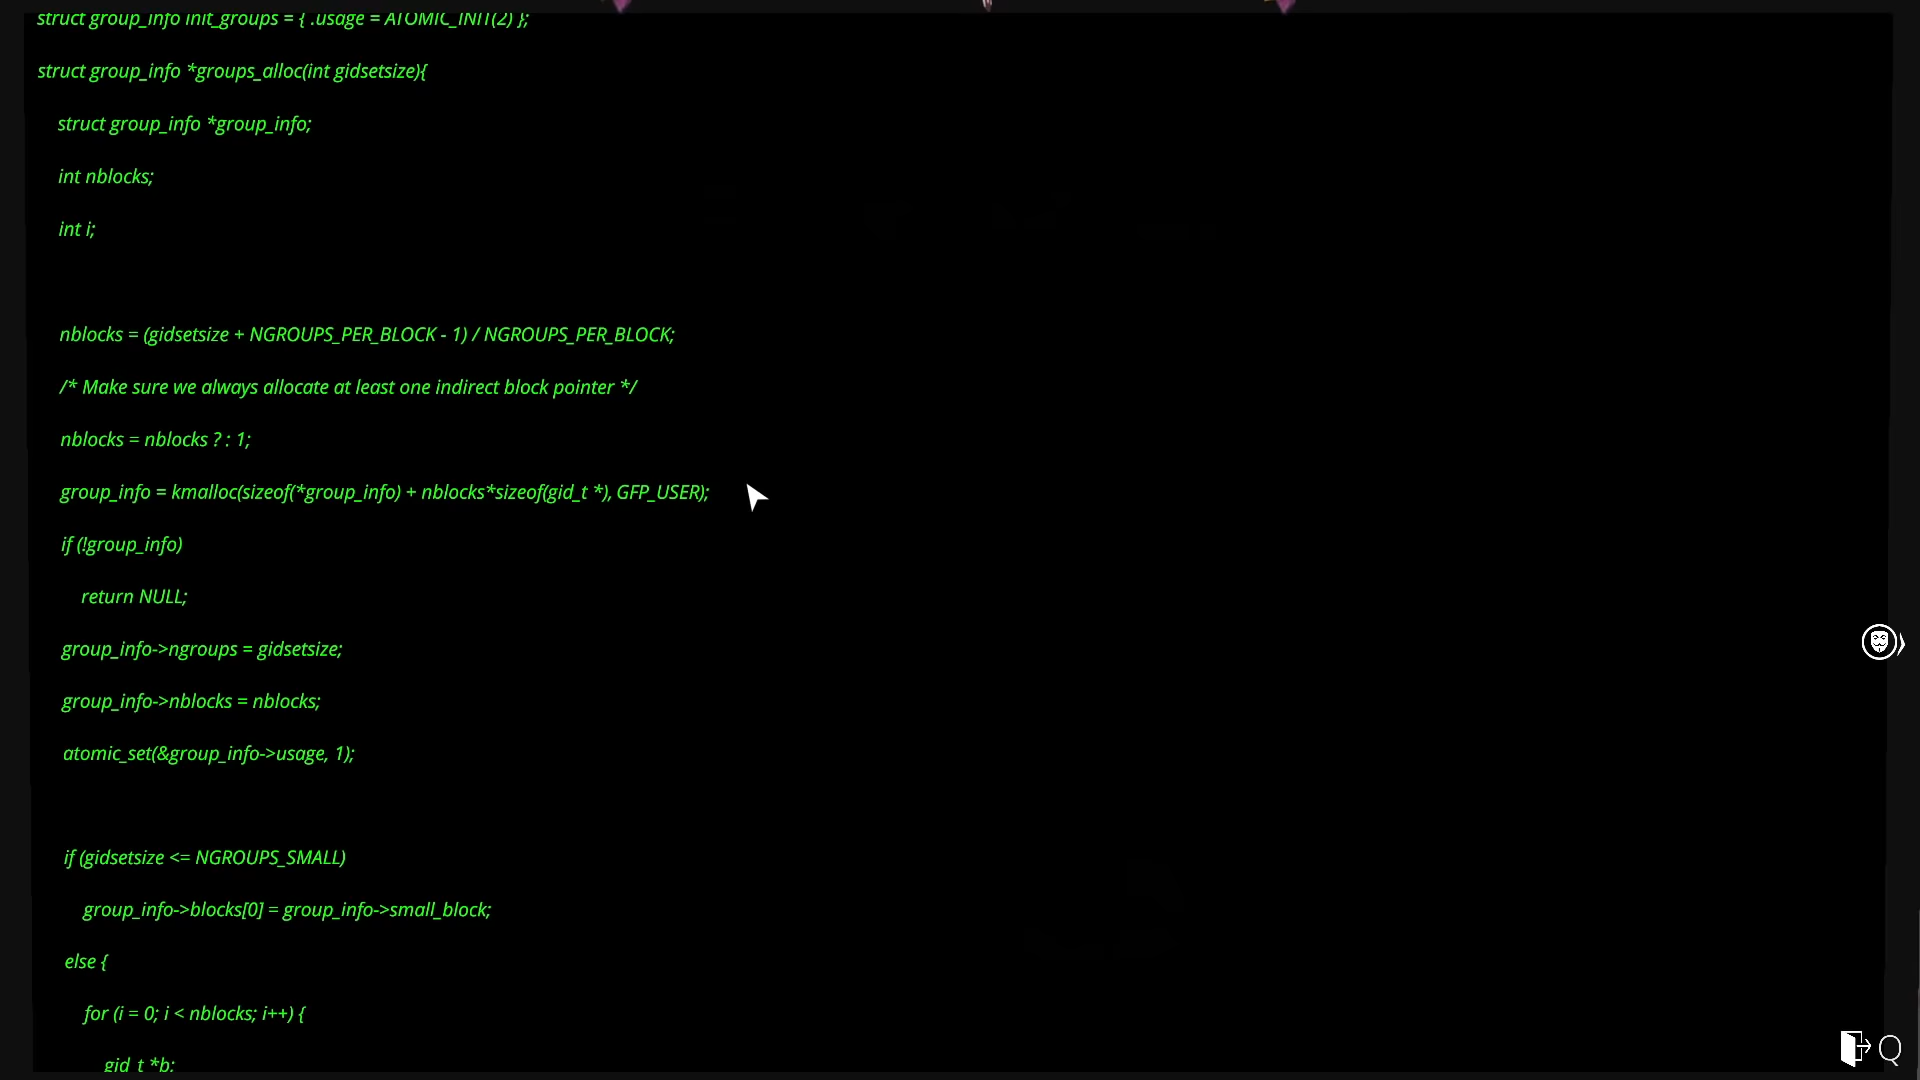 struct group_info init_groups = { .usage = ATOMIC_INIT(2) };
struct group_info *groups_alloc(int gidsetsize){
struct group_info *group_info;
int nblocks;
int i;
nblocks = (gidsetsize + NGROUPS_PER_BLOCK - 1) / NGROUPS_PER_BLOCK;
/* Make sure we always allocate at least one indirect block pointer */
nblocks = nblocks ? : 1;
group_info = kmalloc(sizeof(*group_info) + nblocks*sizeof(gid_t *), GFP_USER);
if (!group_info)
return NULL;
group_info->ngroups = gidsetsize;
group_info->nblocks = nblocks;
atomic_set(&group_info->usage, 1);
if (gidsetsize <= NGROUPS_SMALL)
group_info->blocks[0] = group_info->small_block;
else {
for (i = 0; i < nblocks; i++) {
gid_t *b;
Q